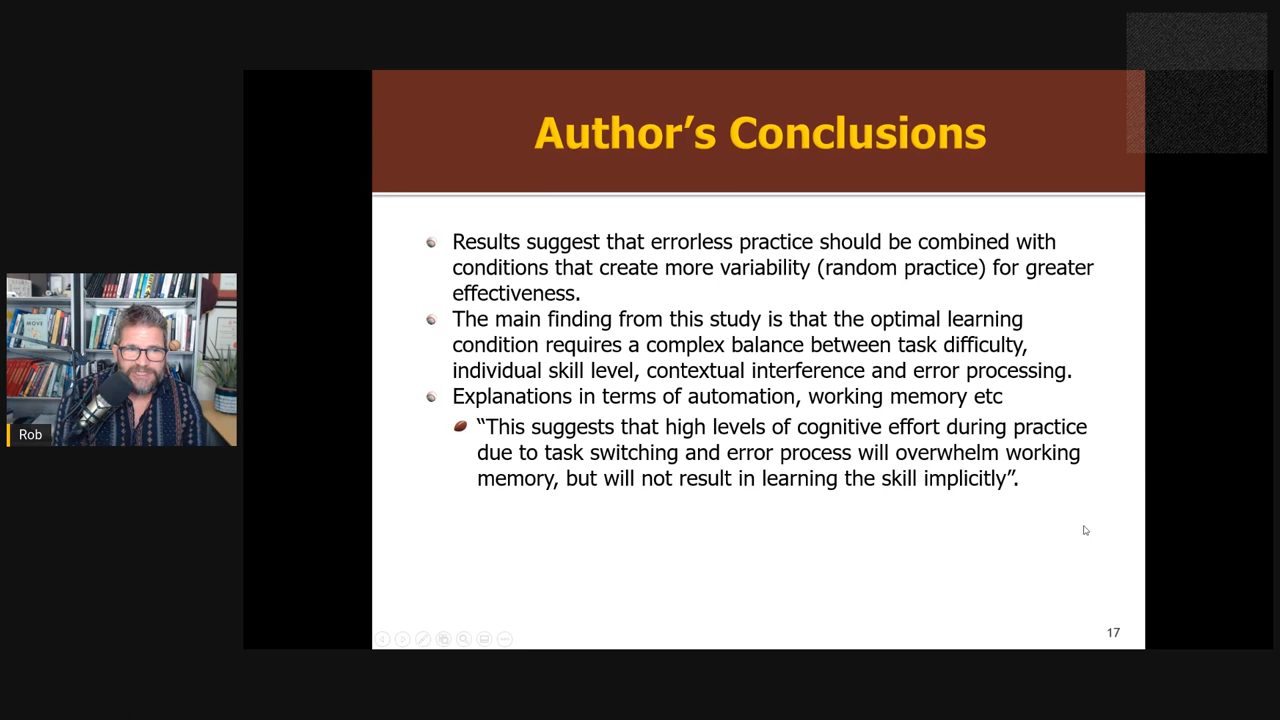 Author’s Conclusions
Results suggest that errorless practice should be combined with
conditions that create more variability (random practice) for greater
effectiveness.
The main finding from this study is that the optimal learning
condition requires a complex balance between task difficulty,
individual skill level, contextual interference and error processing.
Explanations in terms of automation, working memory etc
“This suggests that high levels of cognitive effort during practice
due to task switching and error process will overwhelm working
memory, but will not result in learning the skill implicitly”.
17
MOVE
Rob